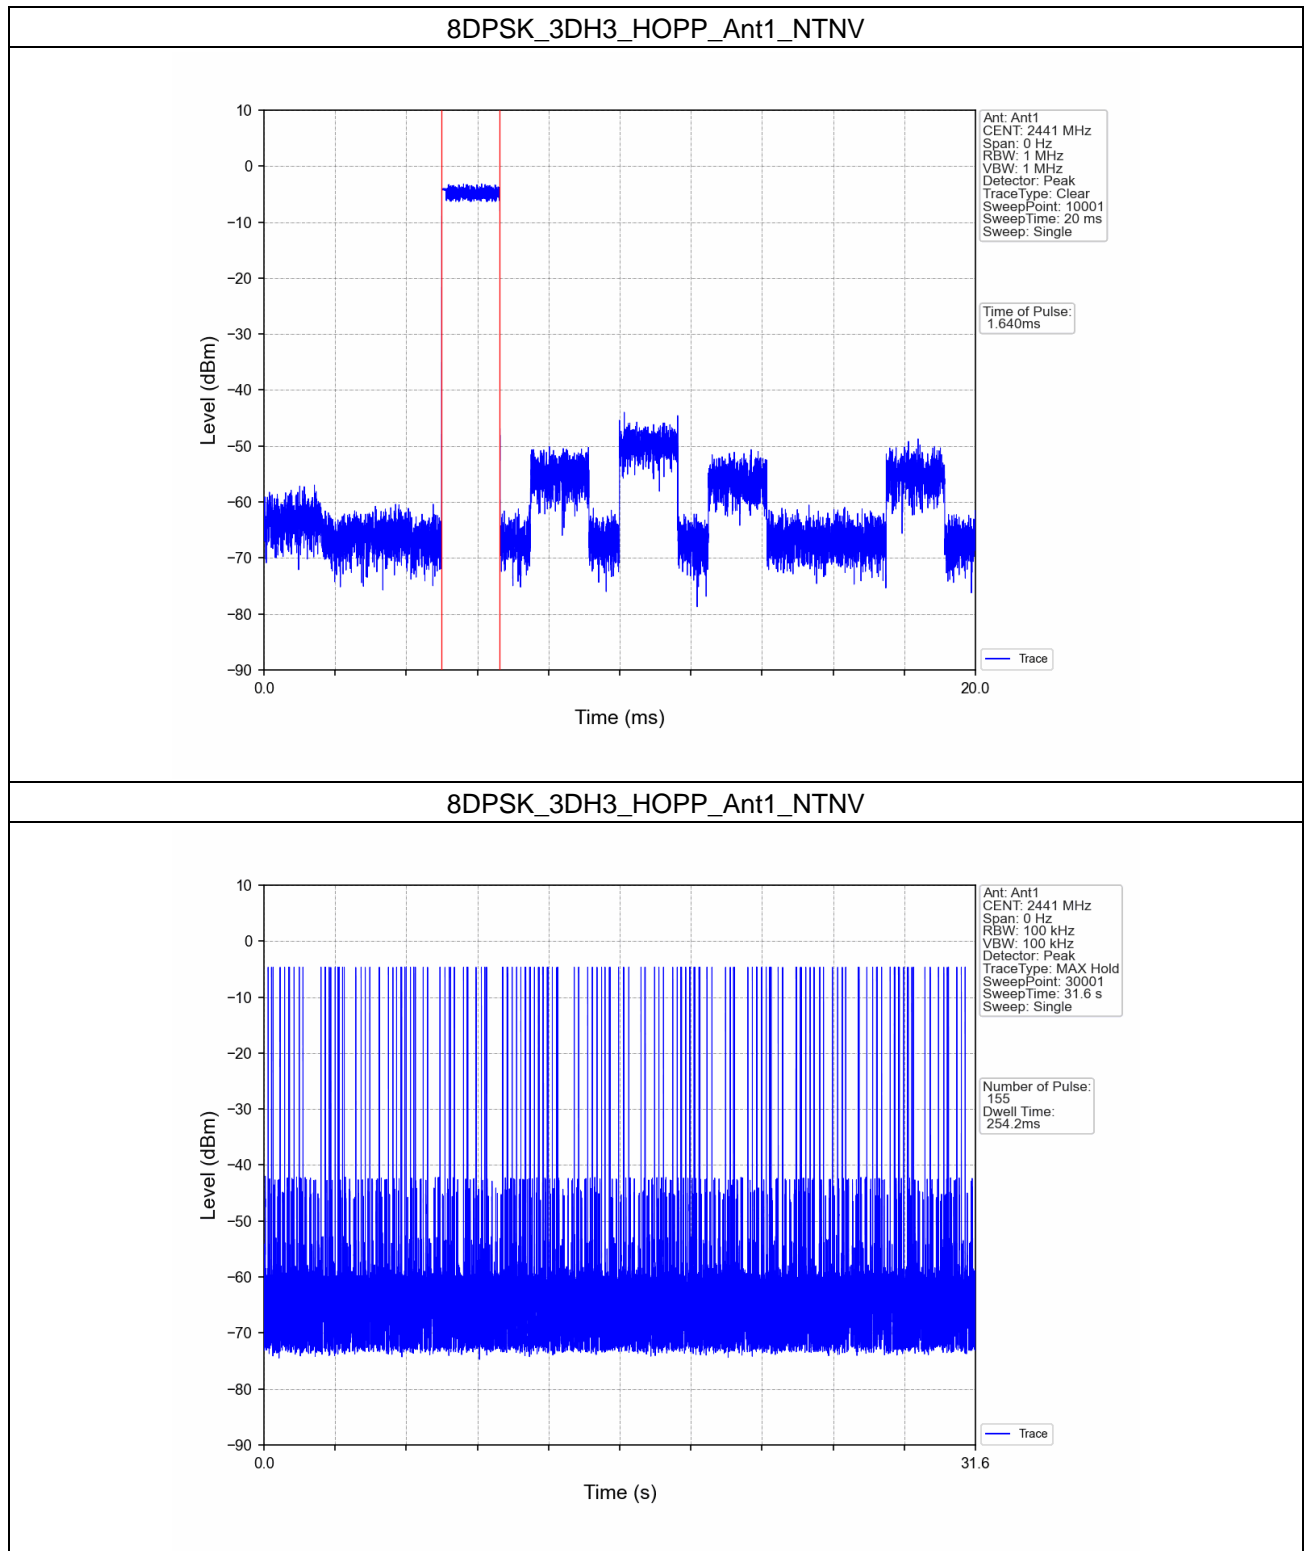 8DPSK_3DH3_HOPP_Ant1_NTNV
10
0
−10
−20
−30
−40
−50
−60
−70
−80
−90
Level (dBm)
0.0
20.0
Time (ms)
Ant: Ant1
CENT: 2441 MHz
Span: 0 Hz
RBW: 1 MHz
VBW: 1 MHz
Detector: Peak
TraceType: Clear
SweepPoint: 10001
SweepTime: 20 ms
Sweep: Single
Time of Pulse:
1.640ms
Trace
8DPSK_3DH3_HOPP_Ant1_NTNV
10
0
−10
−20
−30
−40
−50
−60
−70
−80
−90
Level (dBm)
0.0
31.6
Time (s)
Ant: Ant1
CENT: 2441 MHz
Span: 0 Hz
RBW: 100 kHz
VBW: 100 kHz
Detector: Peak
TraceType: MAX Hold
SweepPoint: 30001
SweepTime: 31.6 s
Sweep: Single
Number of Pulse:
155
Dwell Time:
254.2ms
Trace